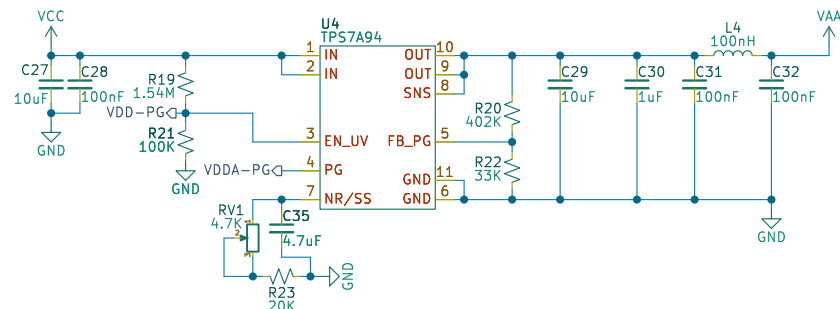 VCC
VAA
U4
TPS7A94
L4
100nH
1
IN
OUT
10
2
IN
OUT
9
SNS
8
C27
10uF
C28
100nF
R19
1.54M
VDD-PG
R21
100K
GND
GND
3
EN_UV
FB_PG
5
VDDA-PG
4
PG
GND
11
7
NR/SS
GND
6
R20
402K
R22
33K
C29
10uF
C30
1uF
C31
100nF
C32
100nF
GND
RV1
4.7K
1
2
3
C35
4.7uF
R23
20K
GND